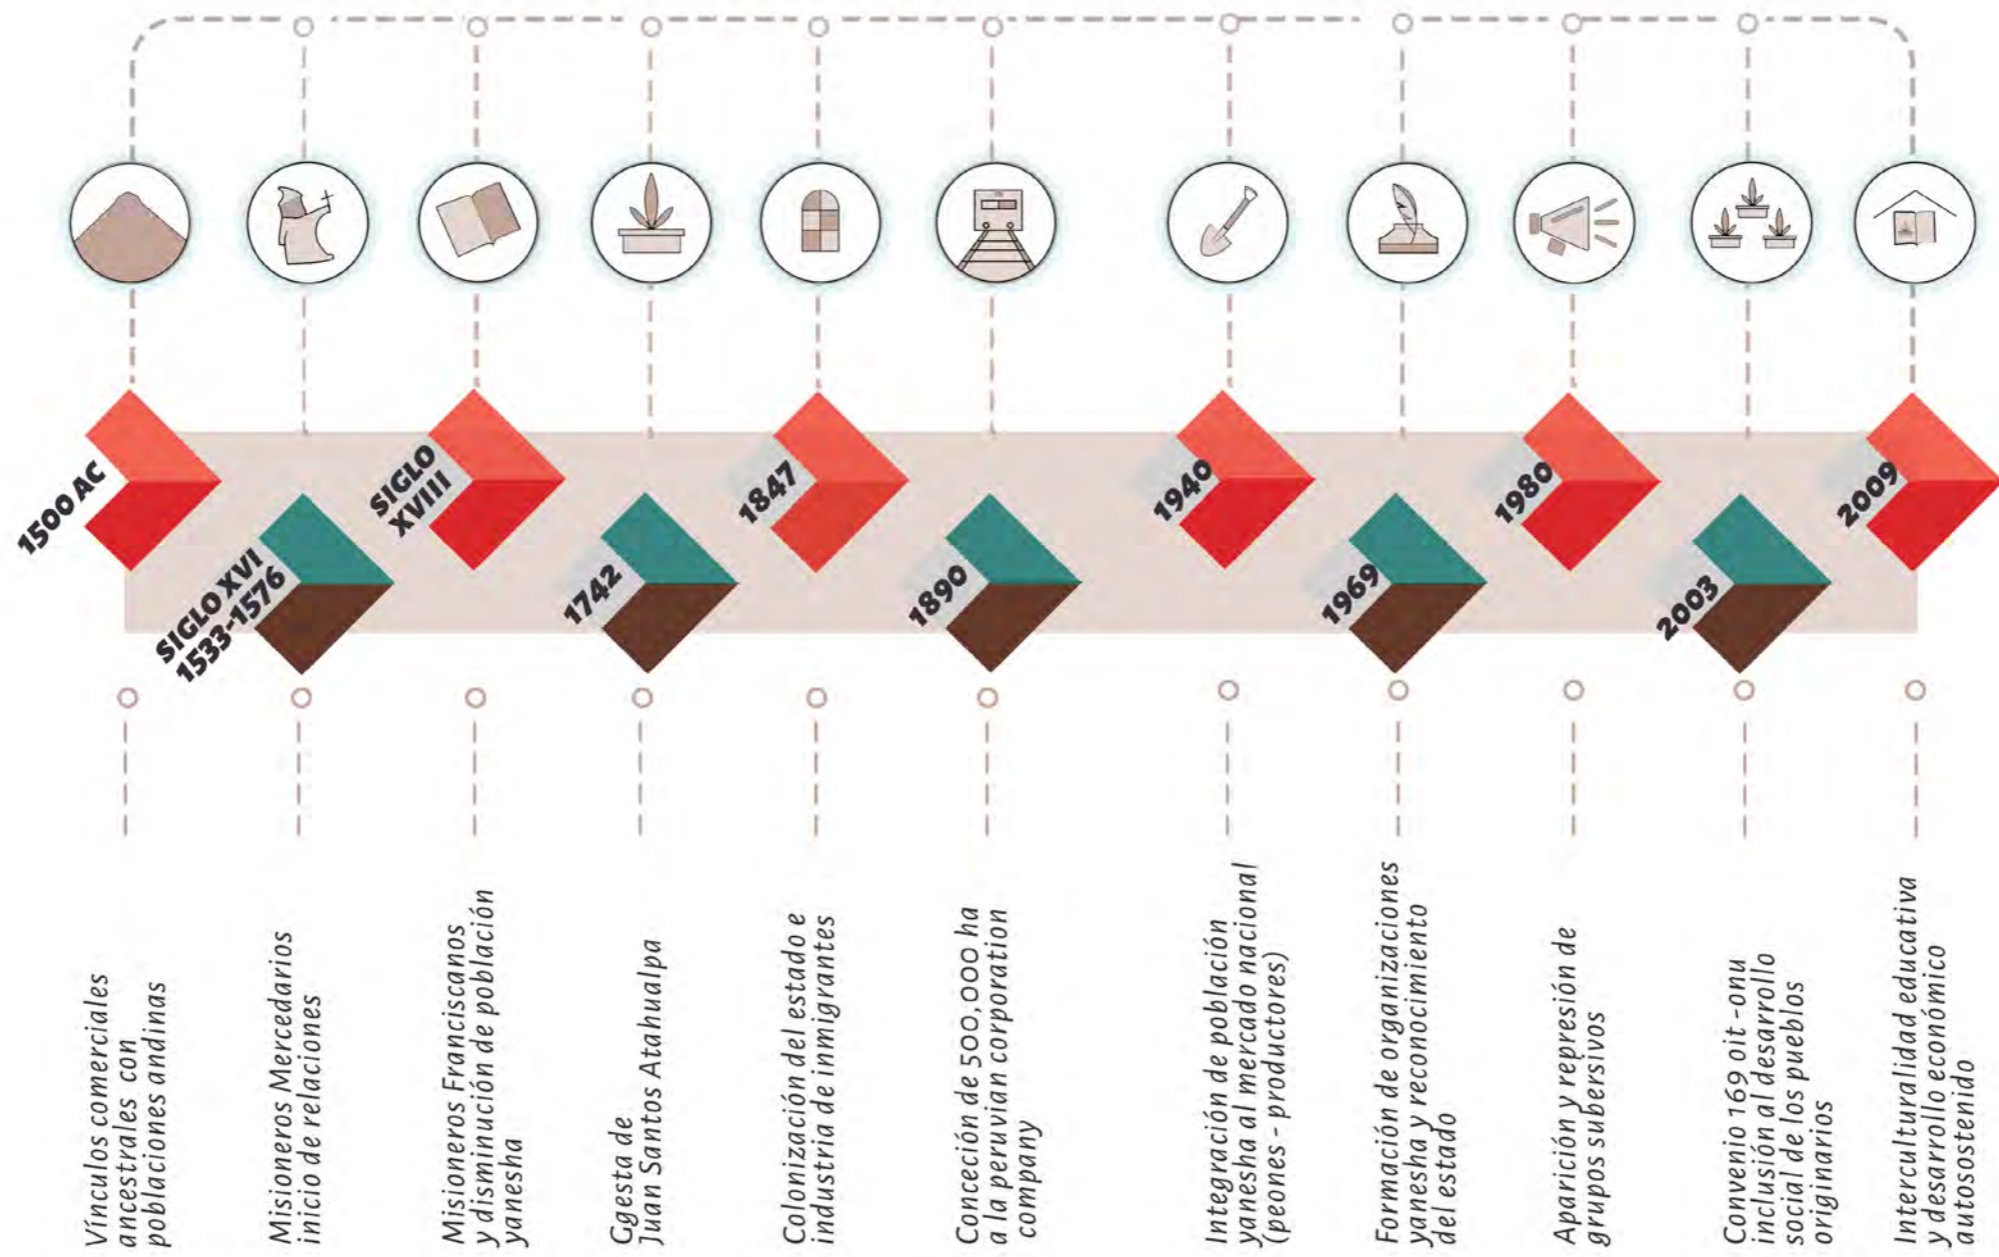 1500 AC
SIGLO XVI
1533-1576
SIGLO
XVIII
1742
1847
1890
1940
1969
1980
2003
2009
Vínculos comerciales
ancestrales con
poblaciones andinas
Misioneros Mercedarios
inicio de relaciones
Misioneros Franciscanos
y disminución de población
yanesha
Ggesta de
Juan Santos Atahualpa
Colonización del estado e
industria de inmigrantes
Conceción de 500,000 ha
a la peruvian corporation
company
Integración de población
yanesha al mercado nacional
(peones - productores)
Formación de organizaciones
yanesha y reconocimiento
del estado
Aparición y represión de
grupos subersivos
Convenio 169 oit -onu
inclusión al desarrollo
social de los pueblos
originarios
Interculturalidad educativa
y desarrollo económico
autosostenido